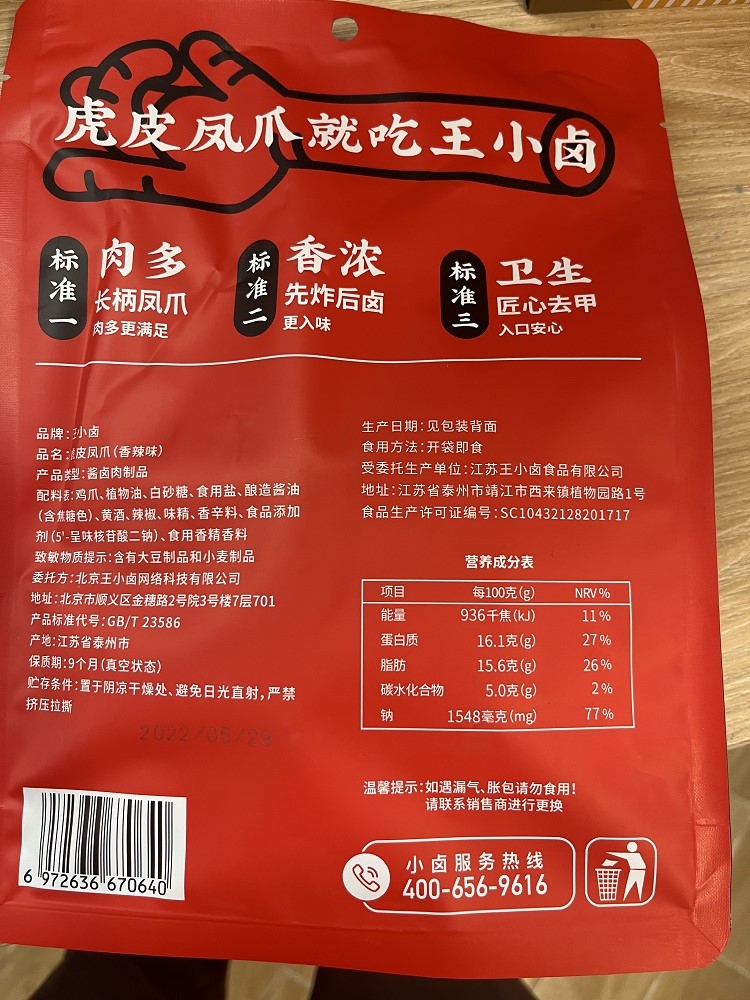 虎皮凤爪就吃王小卤
标准一
肉多
长柄凤爪
肉多更满足
标准二
香浓
先炸后卤
更入味
标准三
卫生
匠心去甲
入口安心
品牌:王小卤
品名:虎皮凤爪(香辣味)
产品类型:酱卤肉制品
配料表:鸡爪、植物油、白砂糖、食用盐、酿造酱油
(含焦糖色)、黄酒、辣椒、味精、香辛料、食品添加
剂(5'-呈味核苷酸二钠)、食用香精香料
致敏物质提示:含有大豆制品和小麦制品
委托方:北京王小卤网络科技有限公司
地址:北京市顺义区金穗路2号院3号楼7层701
产品标准代号:GB/T 23586
产地:江苏省泰州市
保质期:9个月(真空状态)
贮存条件:置于阴凉干燥处、避免日光直射,严禁
挤压拉撕
2022/05/29
6 972636 670640
生产日期:见包装背面
食用方法:开袋即食
受委托生产单位:江苏王小卤食品有限公司
地址:江苏省泰州市靖江市西来镇植物园路1号
食品生产许可证编号:SC10432128201717
营养成分表
项目 每100克(g) NRV%
能量 936千焦(kJ) 11%
蛋白质 16.1克(g) 27%
脂肪 15.6克(g) 26%
碳水化合物 5.0克(g) 2%
钠 1548毫克(mg) 77%
温馨提示:如遇漏气、胀包请勿食用!
请联系销售商进行更换
小卤服务热线
400-656-9616